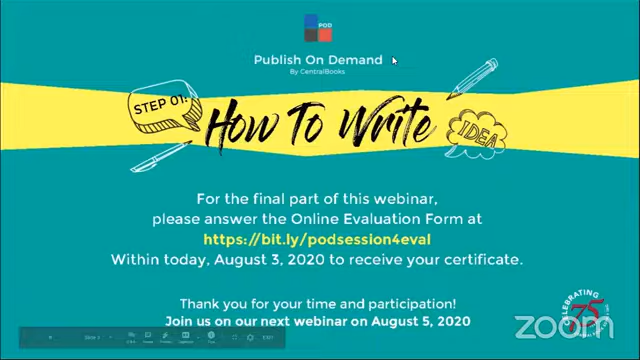 POD
Publish On Demand
By CentralBooks
STEP 01:
How To Write
IDEA
For the final part of this webinar,
please answer the Online Evaluation Form at
https://bit.ly/podsession4eval
Within today, August 3, 2020 to receive your certificate.
Thank you for your time and participation!
Join us on our next webinar on August 5, 2020
CELEBRATING
75
zoom